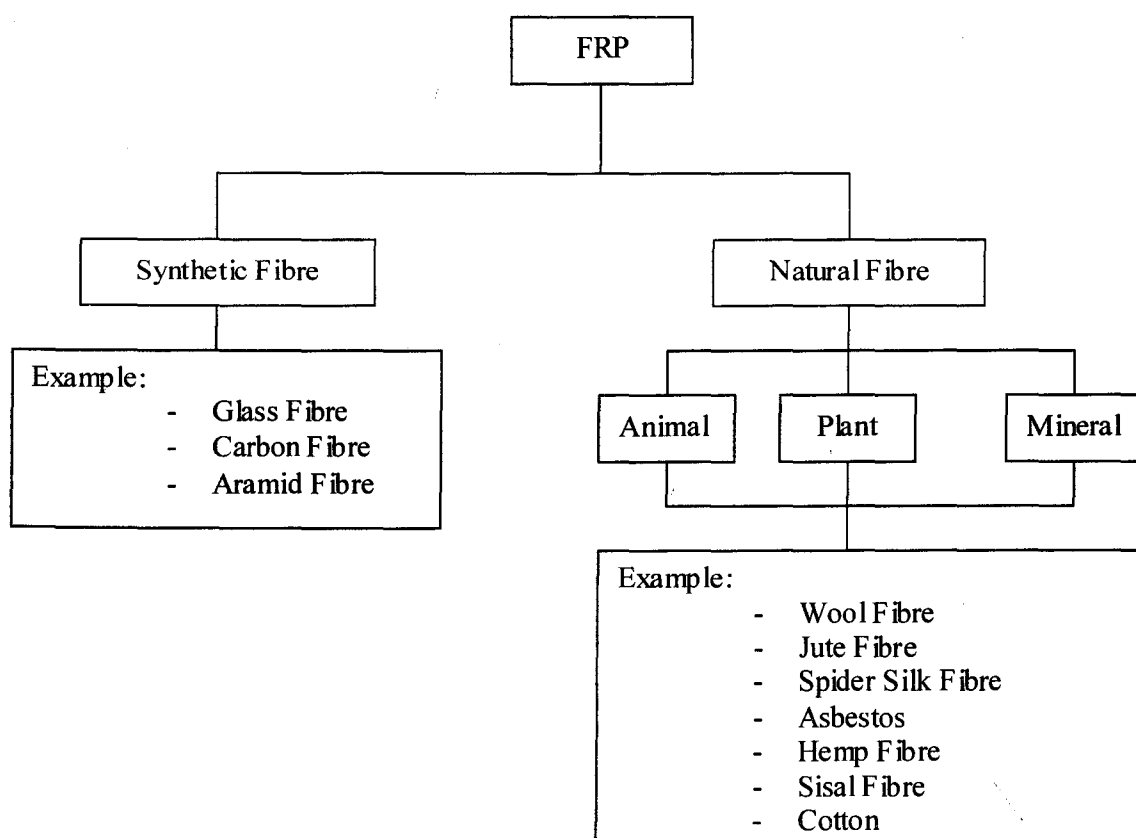 FRP
Synthetic Fibre
Natural Fibre
Example:
- Glass Fibre
- Carbon Fibre
- Aramid Fibre
Animal
Plant
Mineral
Example:
- Wool Fibre
- Jute Fibre
- Spider Silk Fibre
- Asbestos
- Hemp Fibre
- Sisal Fibre
- Cotton